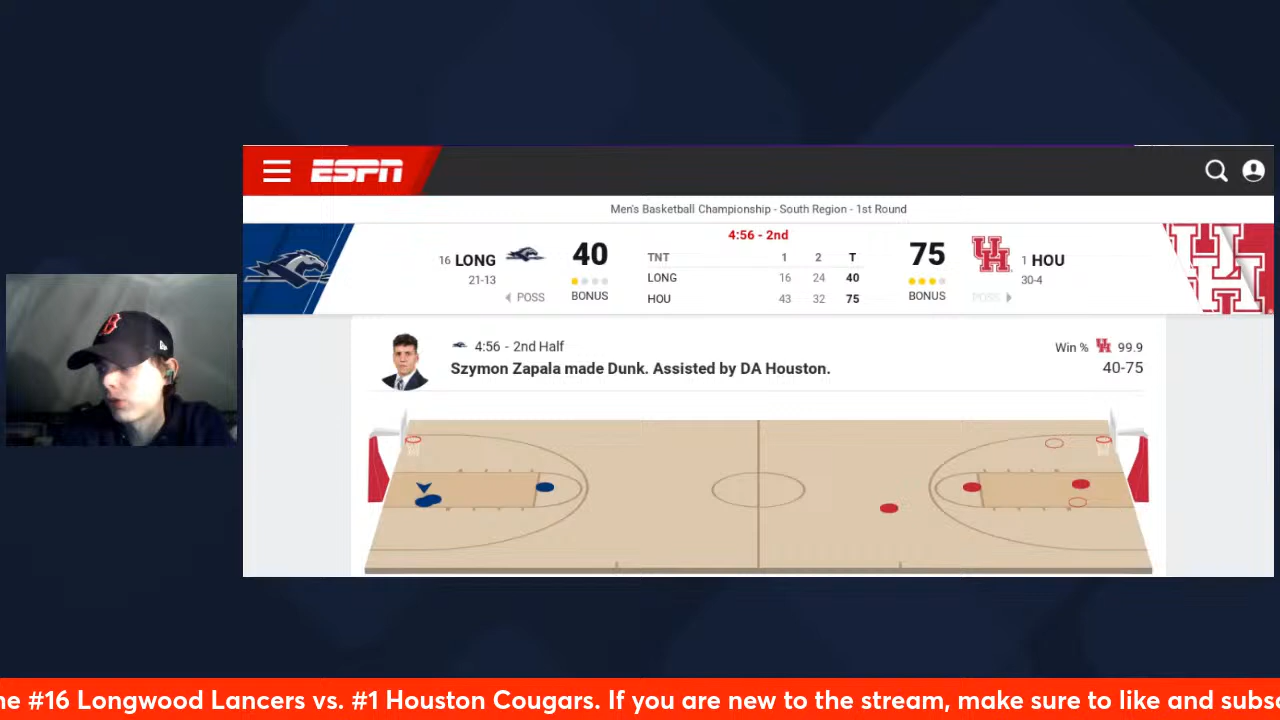 ESPN
Men's Basketball Championship - South Region - 1st Round
16 LONG
21-13
POSS
40
BONUS
4:56 - 2nd
TNT 1 2 T
LONG 16 24 40
HOU 43 32 75
75
BONUS
1 HOU
30-4
POSS
4:56 - 2nd Half
Szymon Zapala made Dunk. Assisted by DA Houston.
Win % 99.9
40-75
ne #16 Longwood Lancers vs. #1 Houston Cougars. If you are new to the stream, make sure to like and subs